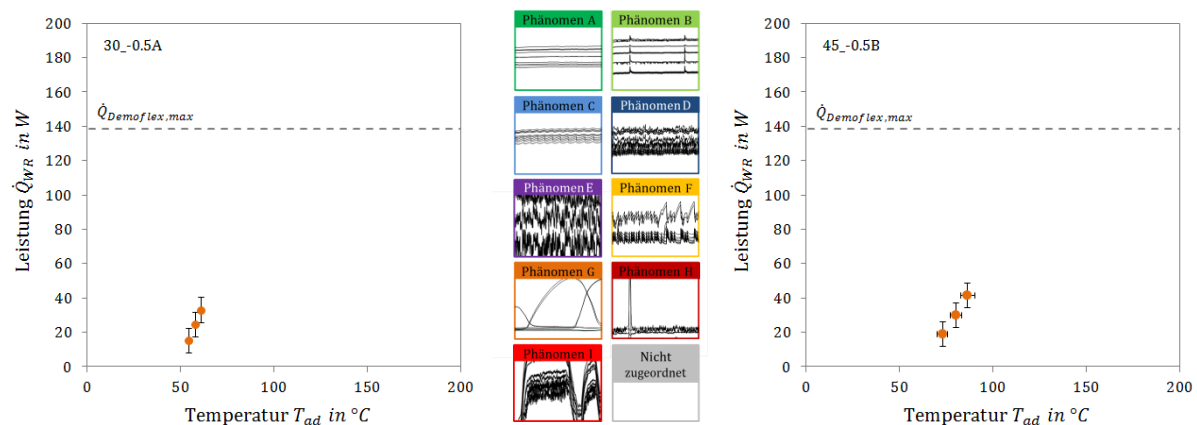 30_-0.5A
Q̇Demoflex,max
Leistung Q̇WR in W
200
180
160
140
120
100
80
60
40
20
0
0
50
100
150
200
Temperatur Tad in °C
Phänomen A
Phänomen B
Phänomen C
Phänomen D
Phänomen E
Phänomen F
Phänomen G
Phänomen H
Phänomen I
Nicht
zugeordnet
45_-0.5B
Q̇Demoflex,max
Leistung Q̇WR in W
200
180
160
140
120
100
80
60
40
20
0
0
50
100
150
200
Temperatur Tad in °C